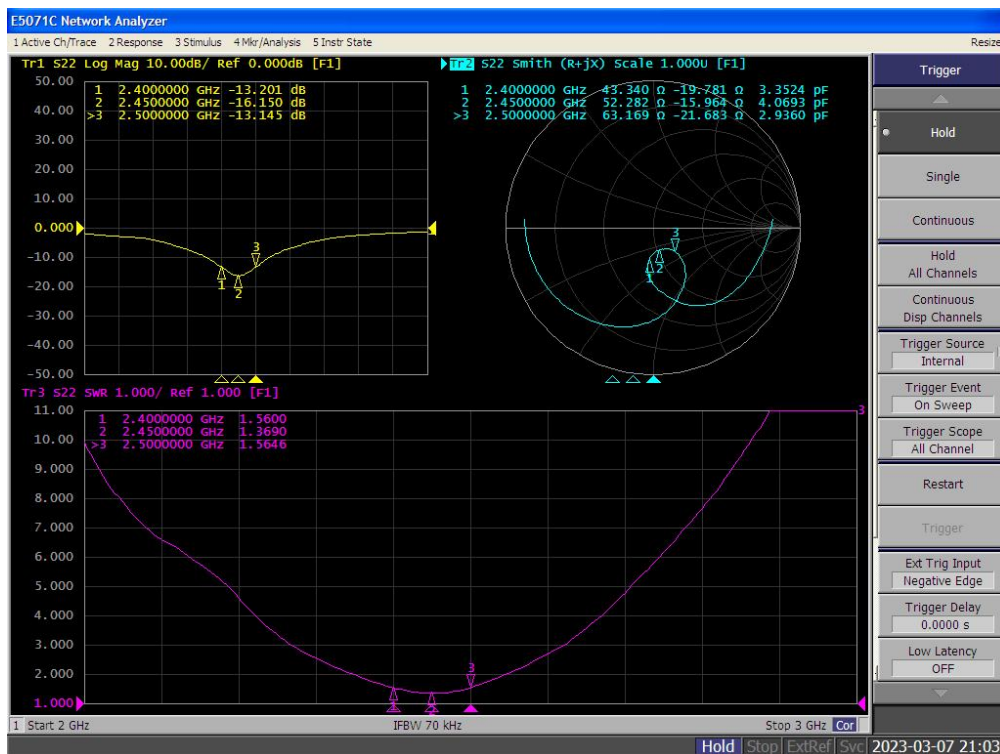 E5071C Network Analyzer
1 Active Ch/Trace 2 Response 3 Stimulus 4 Mkr/Analysis 5 Instr State
Resize
Tr1 S22 Log Mag 10.00dB/ Ref 0.000dB [F1]
50.00
40.00
30.00
20.00
10.00
0.000
-10.00
-20.00
-30.00
-40.00
-50.00
1 2.4000000 GHz -13.201 dB
2 2.4500000 GHz -16.150 dB
>3 2.5000000 GHz -13.145 dB
1
2
3
Tr2 S22 Smith (R+jX) Scale 1.000U [F1]
1 2.4000000 GHz 43.340 Ω -19.781 Ω 3.3524 pF
2 2.4500000 GHz 52.282 Ω -15.964 Ω 4.0693 pF
>3 2.5000000 GHz 63.169 Ω -21.683 Ω 2.9360 pF
1
2
3
Tr3 S22 SWR 1.000/ Ref 1.000 [F1]
11.00
10.00
9.000
8.000
7.000
6.000
5.000
4.000
3.000
2.000
1.000
1 2.4000000 GHz 1.5600
2 2.4500000 GHz 1.3690
>3 2.5000000 GHz 1.5646
3
3
1 Start 2 GHz
IFBW 70 kHz
Stop 3 GHz Cor
Trigger
Hold
Single
Continuous
Hold
All Channels
Continuous
Disp Channels
Trigger Source
Internal
Trigger Event
On Sweep
Trigger Scope
All Channel
Restart
Trigger
Ext Trig Input
Negative Edge
Trigger Delay
0.0000 s
Low Latency
OFF
Hold Stop ExtRef Svc 2023-03-07 21:03